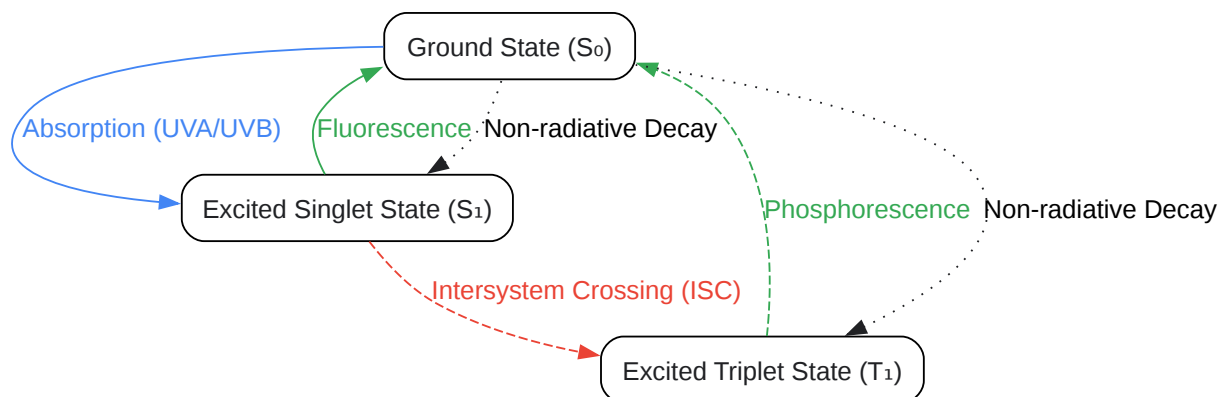 Ground State (S₀)
Absorption (UVA/UVB)
Fluorescence
Non-radiative Decay
Excited Singlet State (S₁)
Phosphorescence
Non-radiative Decay
Intersystem Crossing (ISC)
Excited Triplet State (T₁)